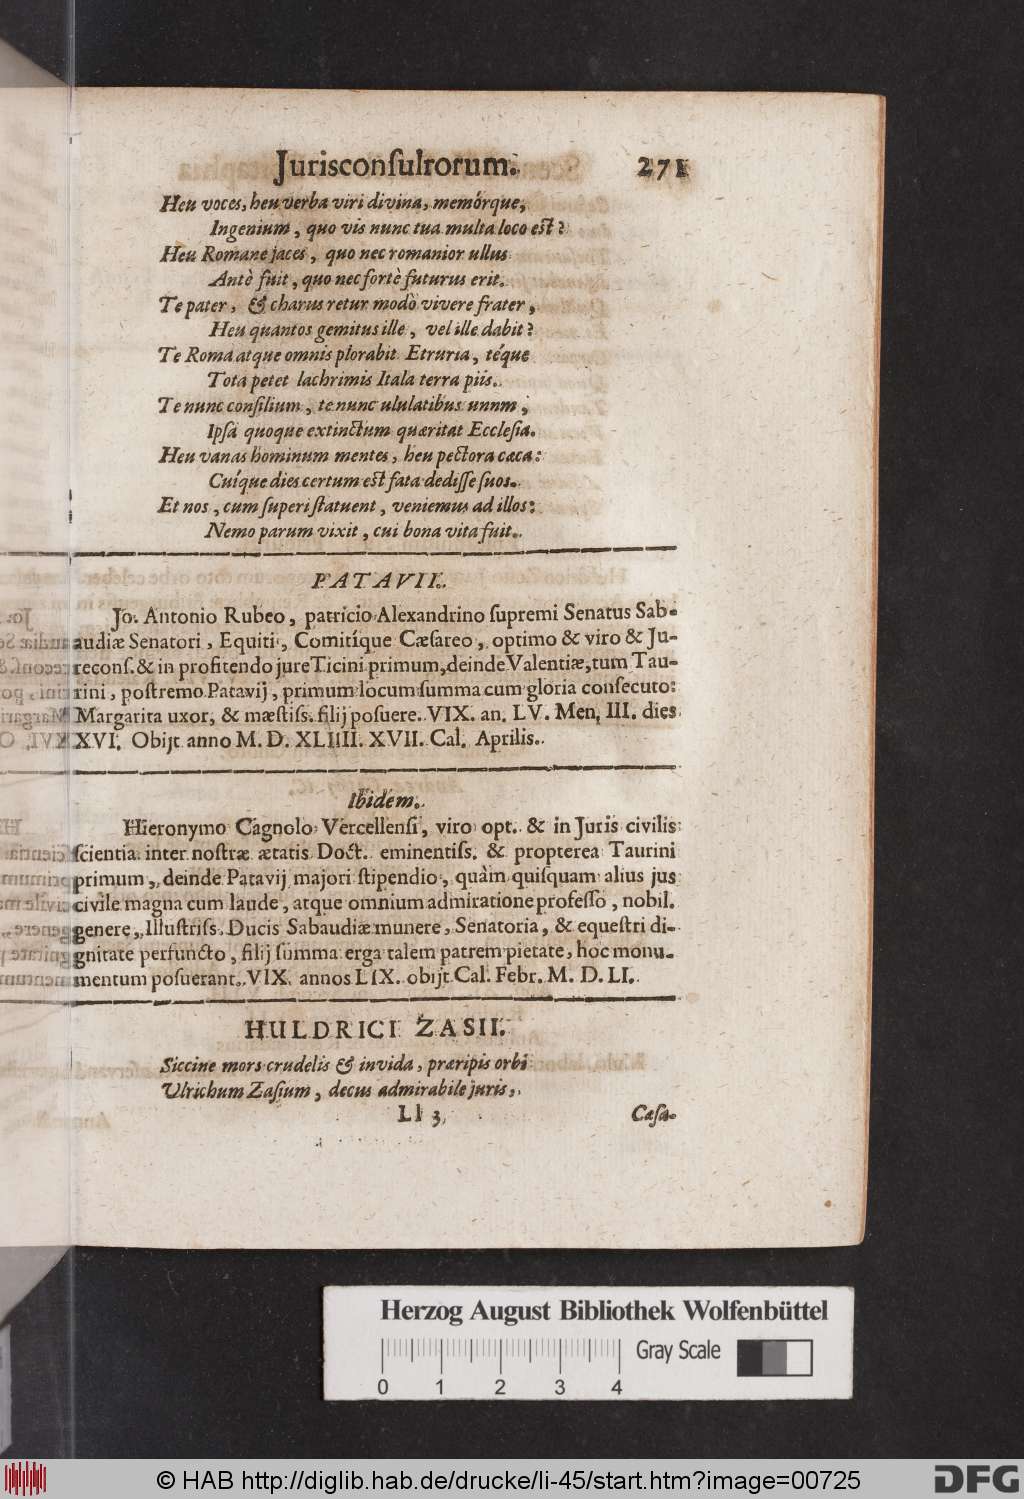 Jurisconſultorum. 271
Heu voces, heu verba viri divina, memórque,
Ingenium, quo vis nunc tua multa loco eſt?
Heu Romane jaces, quo nec romanior ullus
Antè fuit, quo nec fortè futurus erit.
Te pater, & charus retur modò vivere frater,
Heu quantos gemitus ille, vel ille dabit?
Te Roma atque omnis plorabit Etruria, téque
Tota petet lachrimis Itala terra piis.
Te nunc conſilium, te nunc ululatibus unnm,
Ipſa quoque extinctum quæritat Eccleſia.
Heu vanas hominum mentes, heu pectora cæca:
Cuíque dies certum eſt fata dediſſe ſuos.
Et nos, cum ſuperi ſtatuent, veniemus ad illos:
Nemo parum vixit, cui bona vita fuit.
PATAVII.
Jo. Antonio Rubeo, patricio Alexandrino ſupremi Senatus Sab-
audiæ Senatori, Equiti, Comitíque Cæſareo, optimo & viro & Ju-
reconſ. & in profitendo jure Ticini primum, deinde Valentiæ, tum Tau-
rini, poſtremo Patavij, primum locum ſumma cum gloria conſecuto:
Margarita uxor, & mæſtiſs. filij poſuere. VIX. an. LV. Men. III. dies
XVI. Obijt anno M. D. XLIIII. XVII. Cal. Aprilis.
Ibidem.
Hieronymo Cagnolo Vercellenſi, viro opt. & in Juris civilis
ſcientia inter noſtræ ætatis Doct. eminentiſs. & propterea Taurini
primum, deinde Patavij majori ſtipendio, quàm quiſquam alius jus
civile magna cum laude, atque omnium admiratione profeſſo, nobil.
genere, Illuſtriſs. Ducis Sabaudiæ munere, Senatoria, & equeſtri di-
gnitate perfuncto, filij ſumma erga talem patrem pietate, hoc monu-
mentum poſuerant. VIX. annos LIX. obijt Cal. Febr. M. D. LI.
HULDRICI ZASII.
Siccine mors crudelis & invida, præripis orbi
Ulrichum Zaſium, decus admirabile juris,
Ll 3 Cæſa-
Herzog August Bibliothek Wolfenbüttel
Gray Scale
0 1 2 3 4
© HAB http://diglib.hab.de/drucke/li-45/start.htm?image=00725
DFG